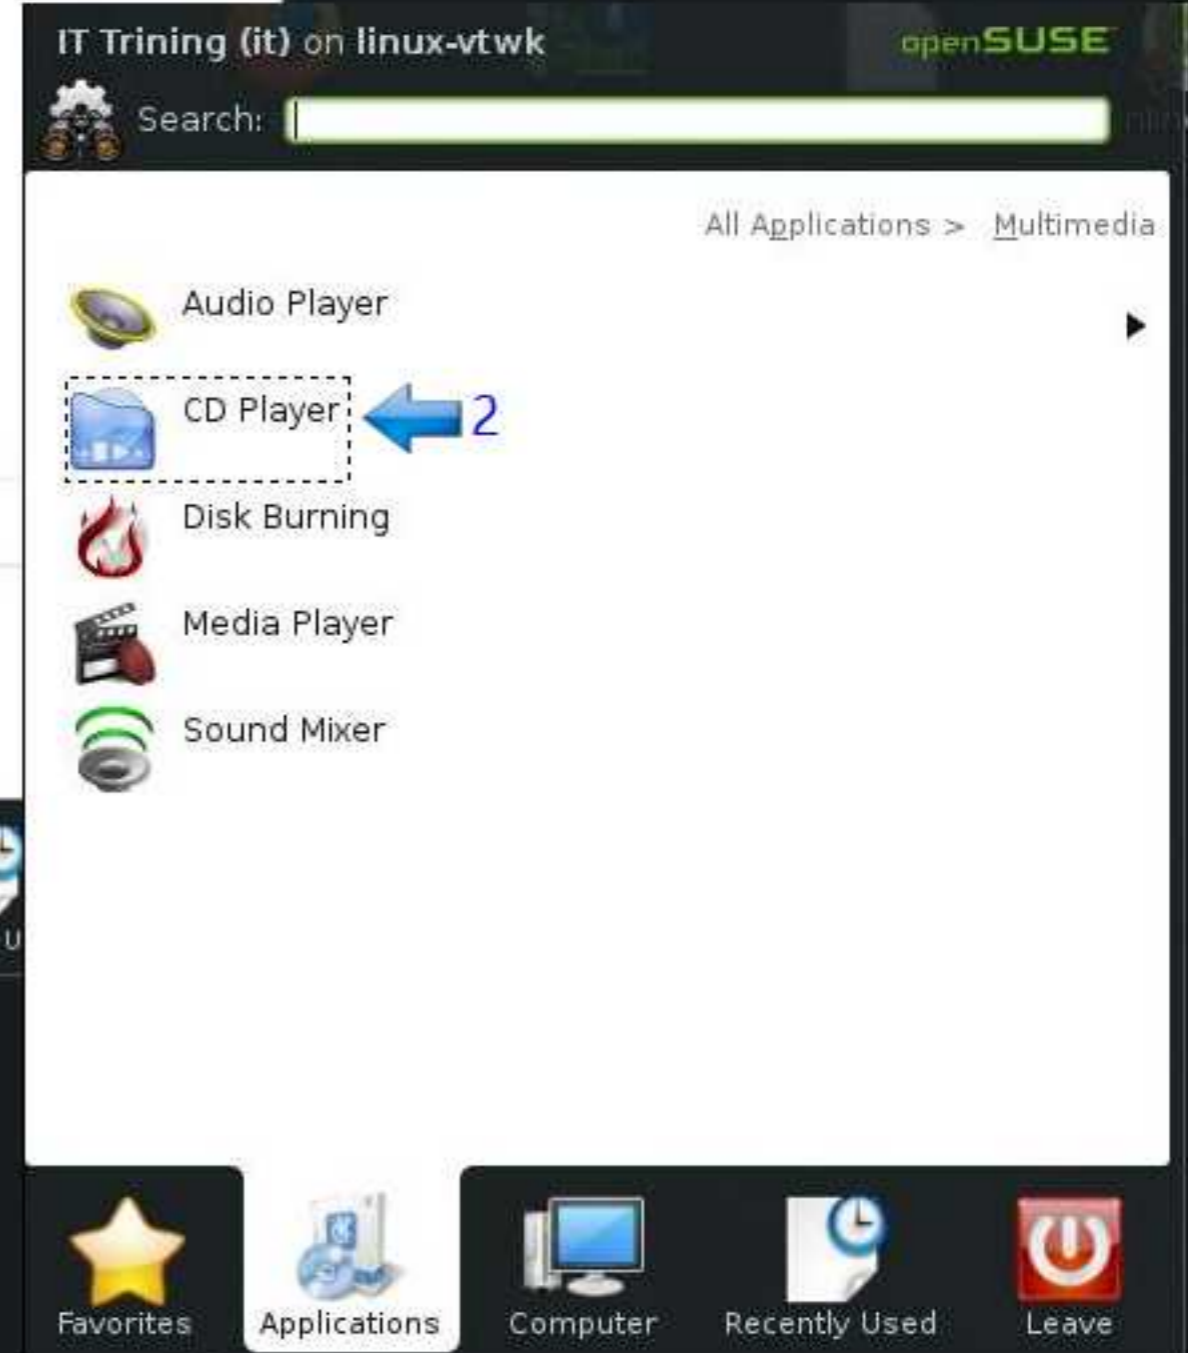 IT Trining (it) on linux-vtwk openSUSE
Search:
All Applications > Multimedia
Audio Player
CD Player 2
Disk Burning
Media Player
Sound Mixer
U
Favorites Applications Computer Recently Used Leave